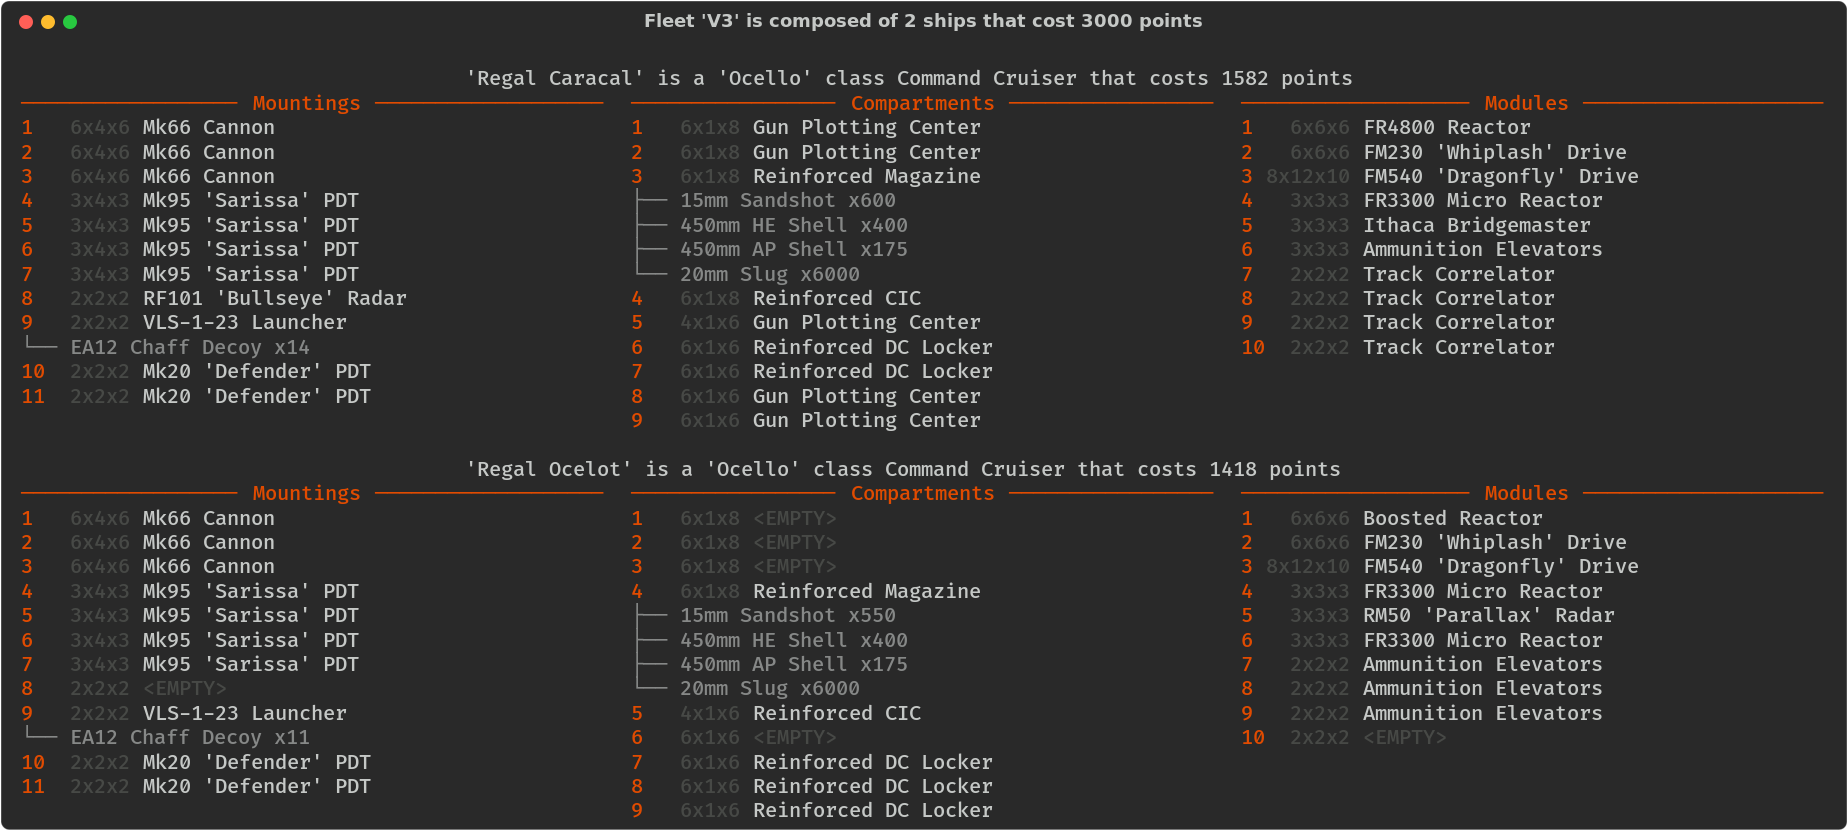 Fleet 'V3' is composed of 2 ships that cost 3000 points
'Regal Caracal' is a 'Ocello' class Command Cruiser that costs 1582 points
Mountings Compartments Modules
1 6x4x6 Mk66 Cannon 1 6x1x8 Gun Plotting Center 1 6x6x6 FR4800 Reactor
2 6x4x6 Mk66 Cannon 2 6x1x8 Gun Plotting Center 2 6x6x6 FM230 'Whiplash' Drive
3 6x4x6 Mk66 Cannon 3 6x1x8 Reinforced Magazine 3 8x12x10 FM540 'Dragonfly' Drive
4 3x4x3 Mk95 'Sarissa' PDT 15mm Sandshot x600 4 3x3x3 FR3300 Micro Reactor
5 3x4x3 Mk95 'Sarissa' PDT 450mm HE Shell x400 5 3x3x3 Ithaca Bridgemaster
6 3x4x3 Mk95 'Sarissa' PDT 450mm AP Shell x175 6 3x3x3 Ammunition Elevators
7 3x4x3 Mk95 'Sarissa' PDT 20mm Slug x6000 7 2x2x2 Track Correlator
8 2x2x2 RF101 'Bullseye' Radar 4 6x1x8 Reinforced CIC 8 2x2x2 Track Correlator
9 2x2x2 VLS-1-23 Launcher 5 4x1x6 Gun Plotting Center 9 2x2x2 Track Correlator
EA12 Chaff Decoy x14 6 6x1x6 Reinforced DC Locker 10 2x2x2 Track Correlator
10 2x2x2 Mk20 'Defender' PDT 7 6x1x6 Reinforced DC Locker
11 2x2x2 Mk20 'Defender' PDT 8 6x1x6 Gun Plotting Center
9 6x1x6 Gun Plotting Center
'Regal Ocelot' is a 'Ocello' class Command Cruiser that costs 1418 points
Mountings Compartments Modules
1 6x4x6 Mk66 Cannon 1 6x1x8 <EMPTY> 1 6x6x6 Boosted Reactor
2 6x4x6 Mk66 Cannon 2 6x1x8 <EMPTY> 2 6x6x6 FM230 'Whiplash' Drive
3 6x4x6 Mk66 Cannon 3 6x1x8 <EMPTY> 3 8x12x10 FM540 'Dragonfly' Drive
4 3x4x3 Mk95 'Sarissa' PDT 4 6x1x8 Reinforced Magazine 4 3x3x3 FR3300 Micro Reactor
5 3x4x3 Mk95 'Sarissa' PDT 15mm Sandshot x550 5 3x3x3 RM50 'Parallax' Radar
6 3x4x3 Mk95 'Sarissa' PDT 450mm HE Shell x400 6 3x3x3 FR3300 Micro Reactor
7 3x4x3 Mk95 'Sarissa' PDT 450mm AP Shell x175 7 2x2x2 Ammunition Elevators
8 2x2x2 <EMPTY> 20mm Slug x6000 8 2x2x2 Ammunition Elevators
9 2x2x2 VLS-1-23 Launcher 5 4x1x6 Reinforced CIC 9 2x2x2 Ammunition Elevators
EA12 Chaff Decoy x11 6 6x1x6 <EMPTY> 10 2x2x2 <EMPTY>
10 2x2x2 Mk20 'Defender' PDT 7 6x1x6 Reinforced DC Locker
11 2x2x2 Mk20 'Defender' PDT 8 6x1x6 Reinforced DC Locker
9 6x1x6 Reinforced DC Locker